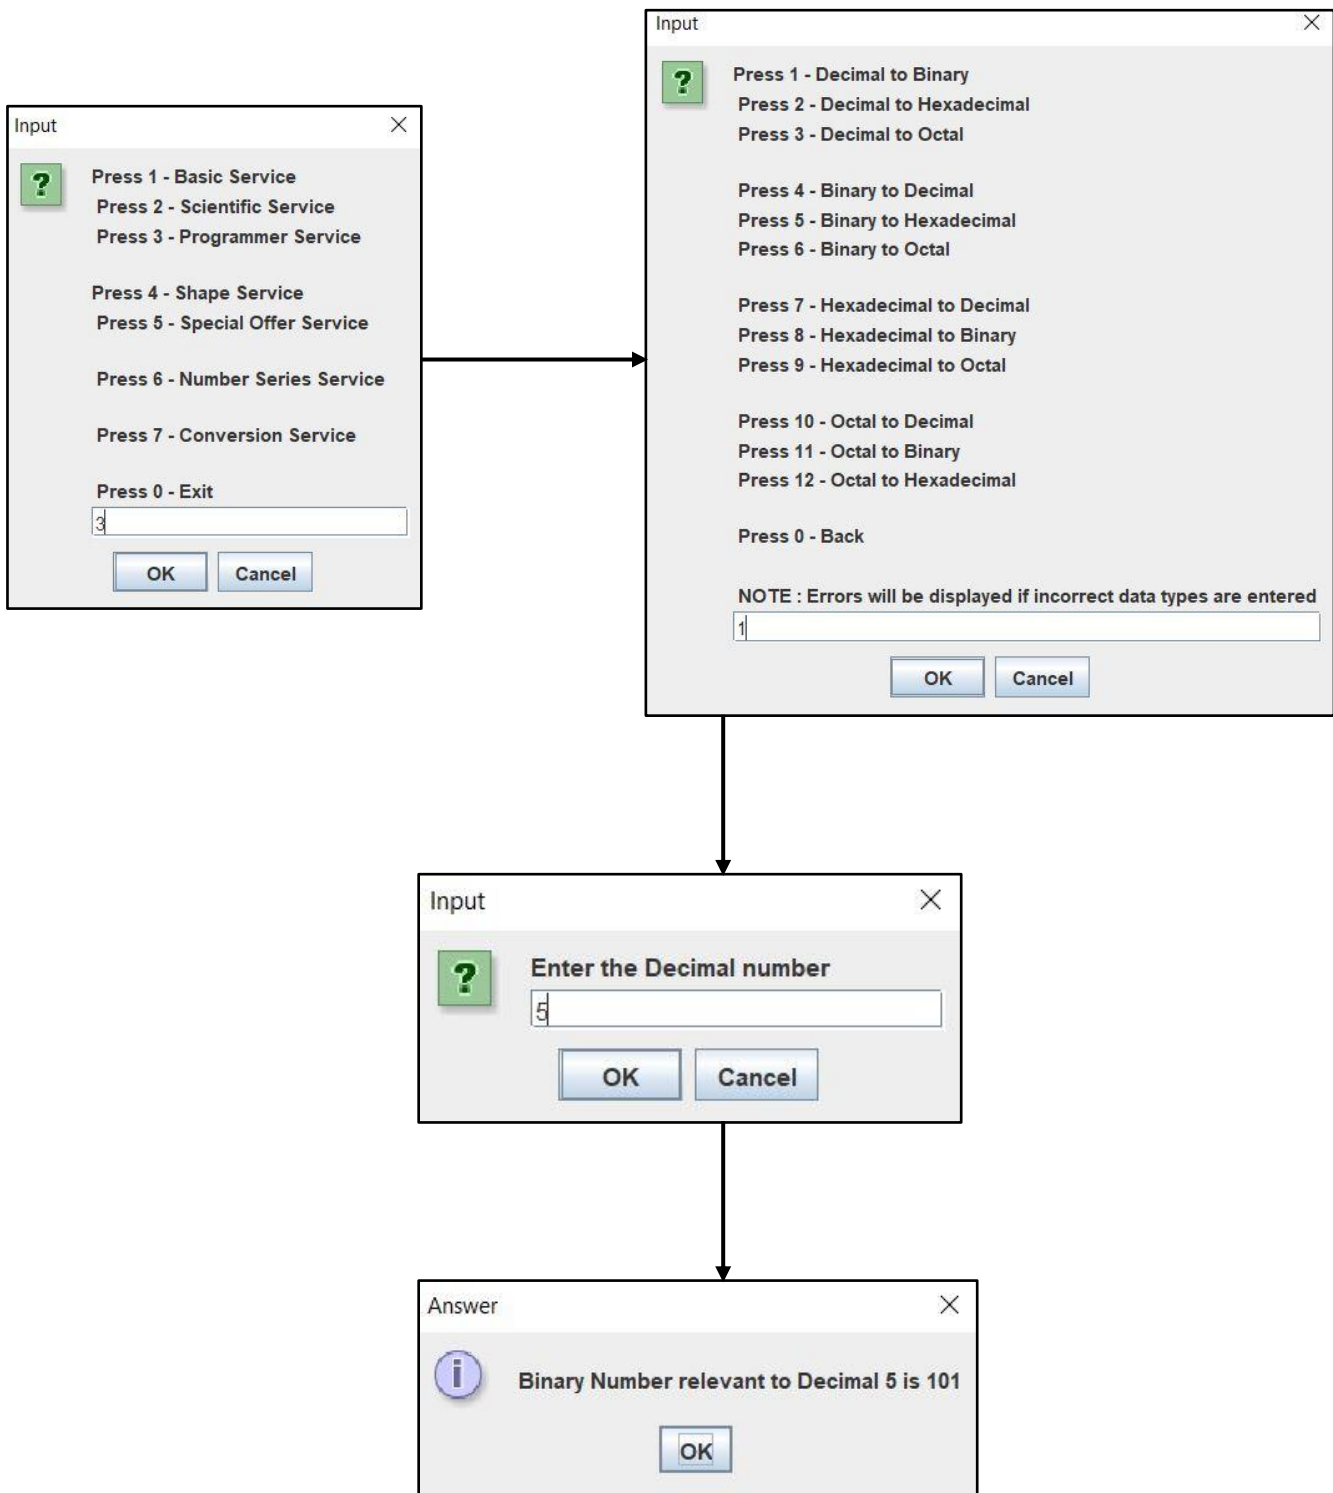 Input
Press 1 - Basic Service
Press 2 - Scientific Service
Press 3 - Programmer Service
Press 4 - Shape Service
Press 5 - Special Offer Service
Press 6 - Number Series Service
Press 7 - Conversion Service
Press 0 - Exit
3
OK Cancel
Input
Press 1 - Decimal to Binary
Press 2 - Decimal to Hexadecimal
Press 3 - Decimal to Octal
Press 4 - Binary to Decimal
Press 5 - Binary to Hexadecimal
Press 6 - Binary to Octal
Press 7 - Hexadecimal to Decimal
Press 8 - Hexadecimal to Binary
Press 9 - Hexadecimal to Octal
Press 10 - Octal to Decimal
Press 11 - Octal to Binary
Press 12 - Octal to Hexadecimal
Press 0 - Back
NOTE : Errors will be displayed if incorrect data types are entered
1
OK Cancel
Input
Enter the Decimal number
5
OK Cancel
Answer
Binary Number relevant to Decimal 5 is 101
OK